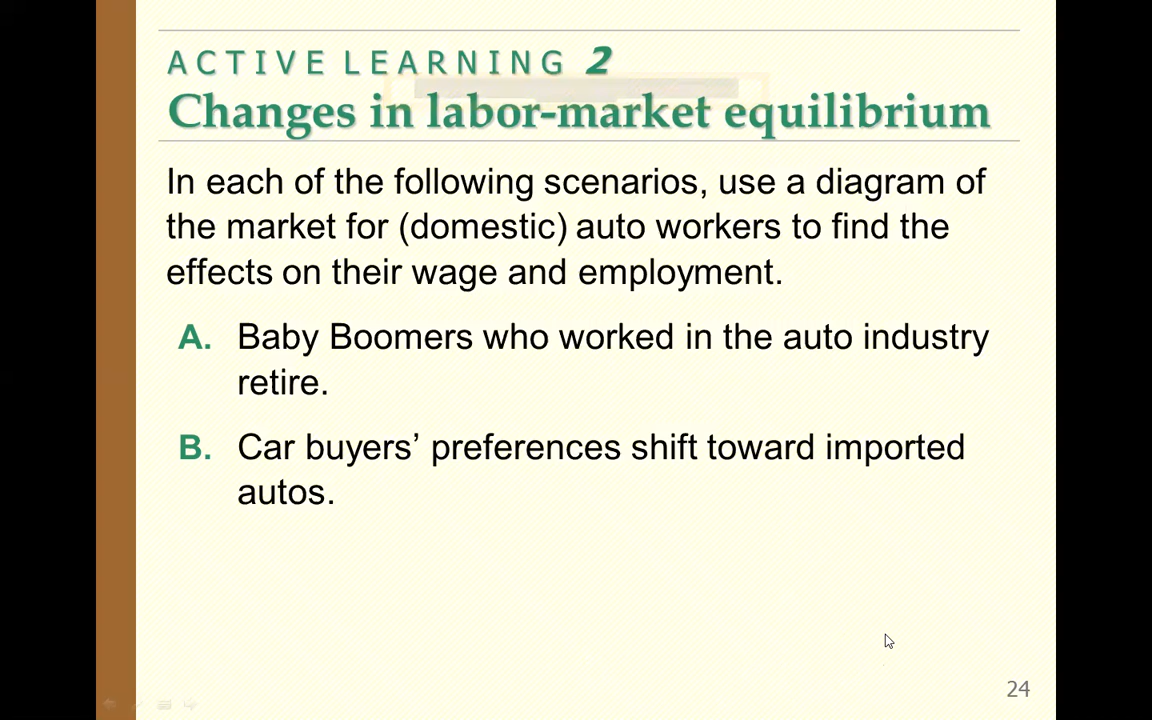 ACTIVE LEARNING 2
Changes in labor-market equilibrium
In each of the following scenarios, use a diagram of
the market for (domestic) auto workers to find the
effects on their wage and employment.
A. Baby Boomers who worked in the auto industry
retire.
B. Car buyers’ preferences shift toward imported
autos.
24